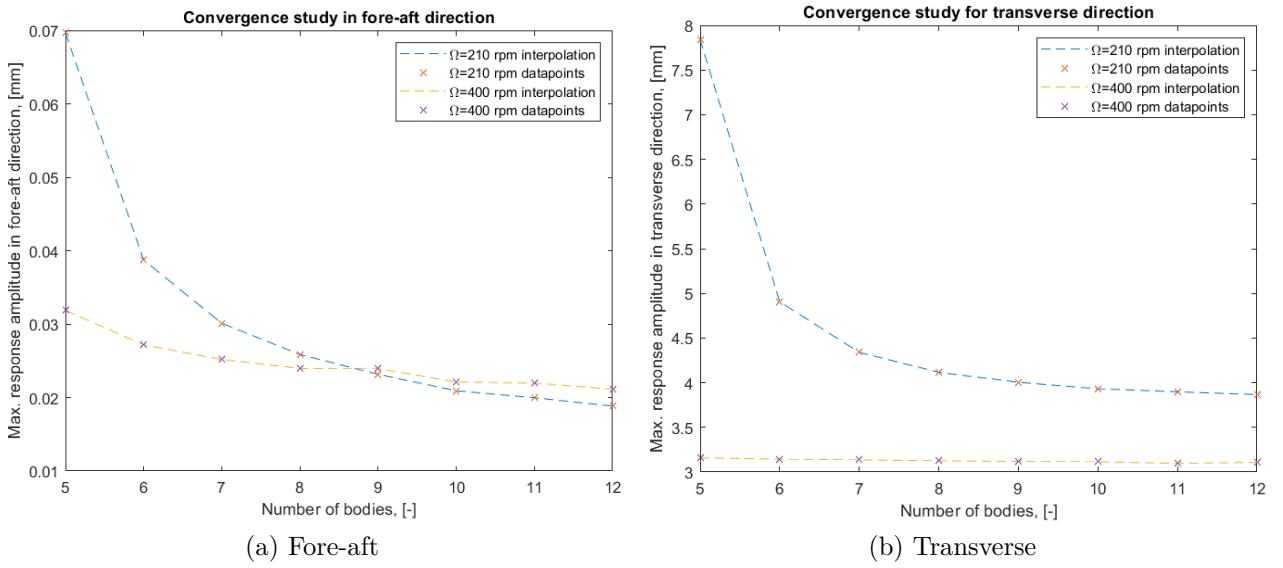 Convergence study in fore-aft direction
Max. response amplitude in fore-aft direction, [mm]
0.07
0.06
0.05
0.04
0.03
0.02
0.01
Ω=210 rpm interpolation
Ω=210 rpm datapoints
Ω=400 rpm interpolation
Ω=400 rpm datapoints
5 6 7 8 9 10 11 12
Number of bodies, [-]
(a) Fore-aft
Convergence study for transverse direction
Max. response amplitude in transverse direction, [mm]
8
7.5
7
6.5
6
5.5
5
4.5
4
3.5
3
Ω=210 rpm interpolation
Ω=210 rpm datapoints
Ω=400 rpm interpolation
Ω=400 rpm datapoints
5 6 7 8 9 10 11 12
Number of bodies, [-]
(b) Transverse